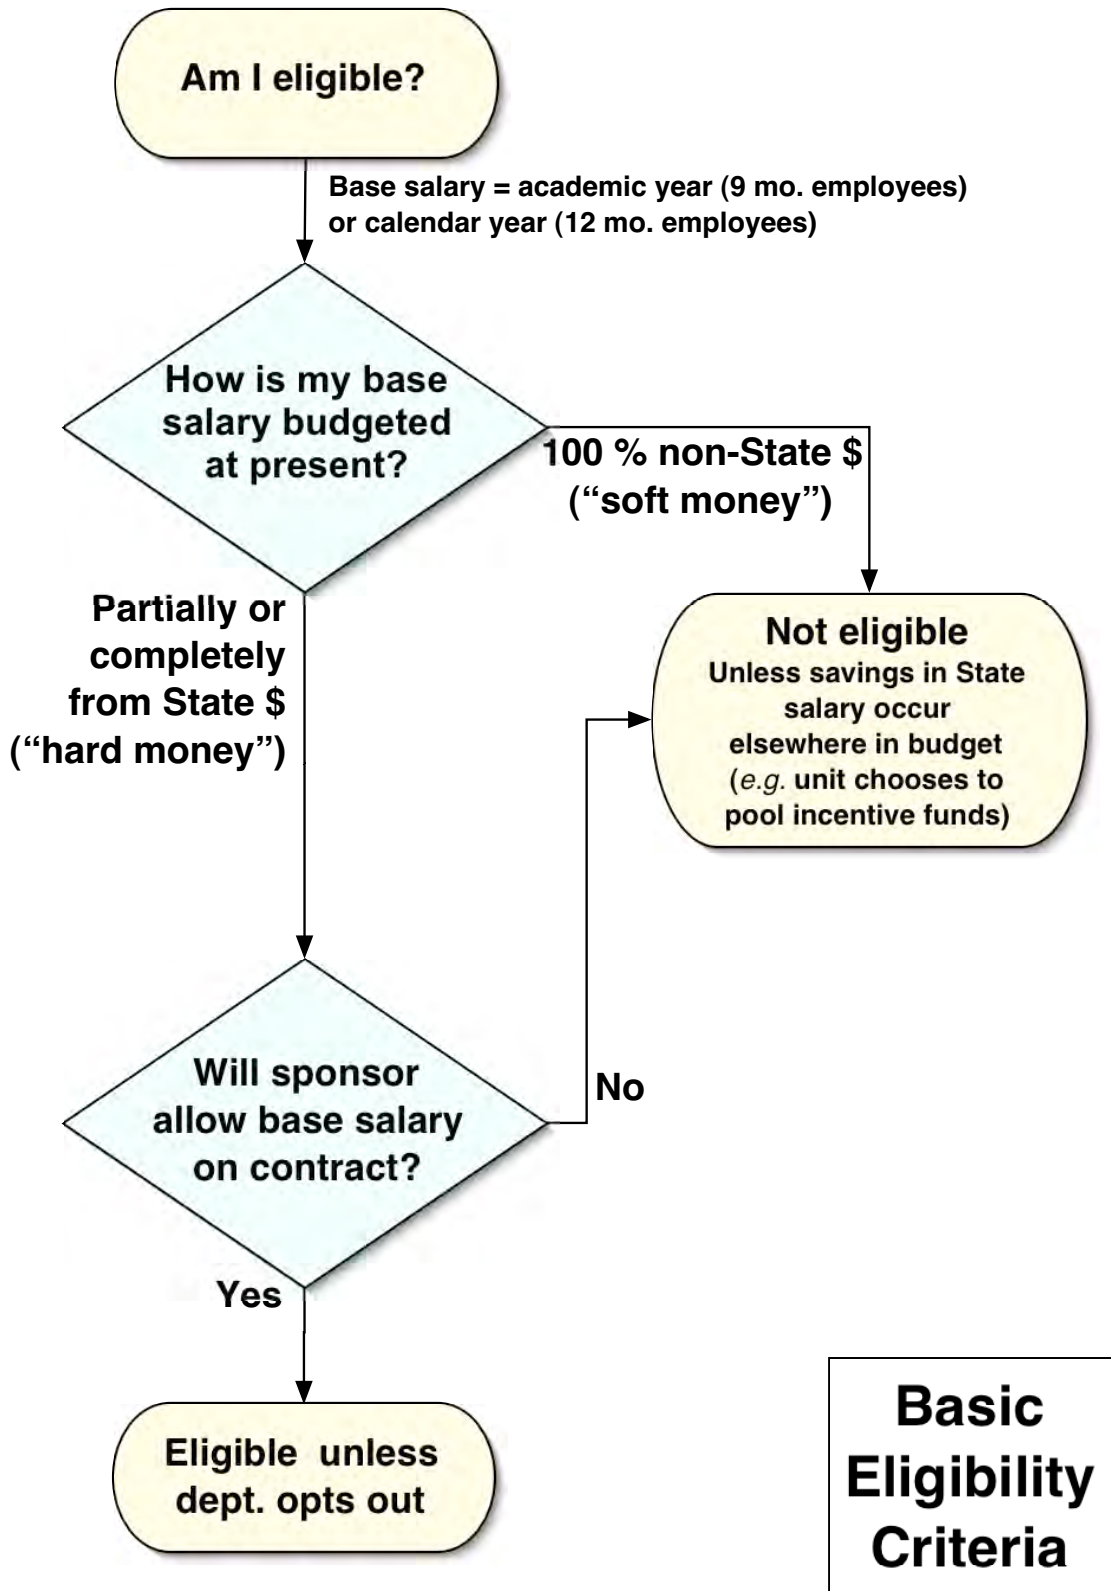 Am I eligible?
Base salary = academic year (9 mo. employees)
or calendar year (12 mo. employees)
How is my base
salary budgeted
at present?
100 % non-State $
(“soft money”)
Partially or
completely
from State $
(“hard money”)
Not eligible
Unless savings in State
salary occur
elsewhere in budget
(e.g. unit chooses to
pool incentive funds)
Will sponsor
allow base salary
on contract?
No
Yes
Eligible unless
dept. opts out
Basic
Eligibility
Criteria